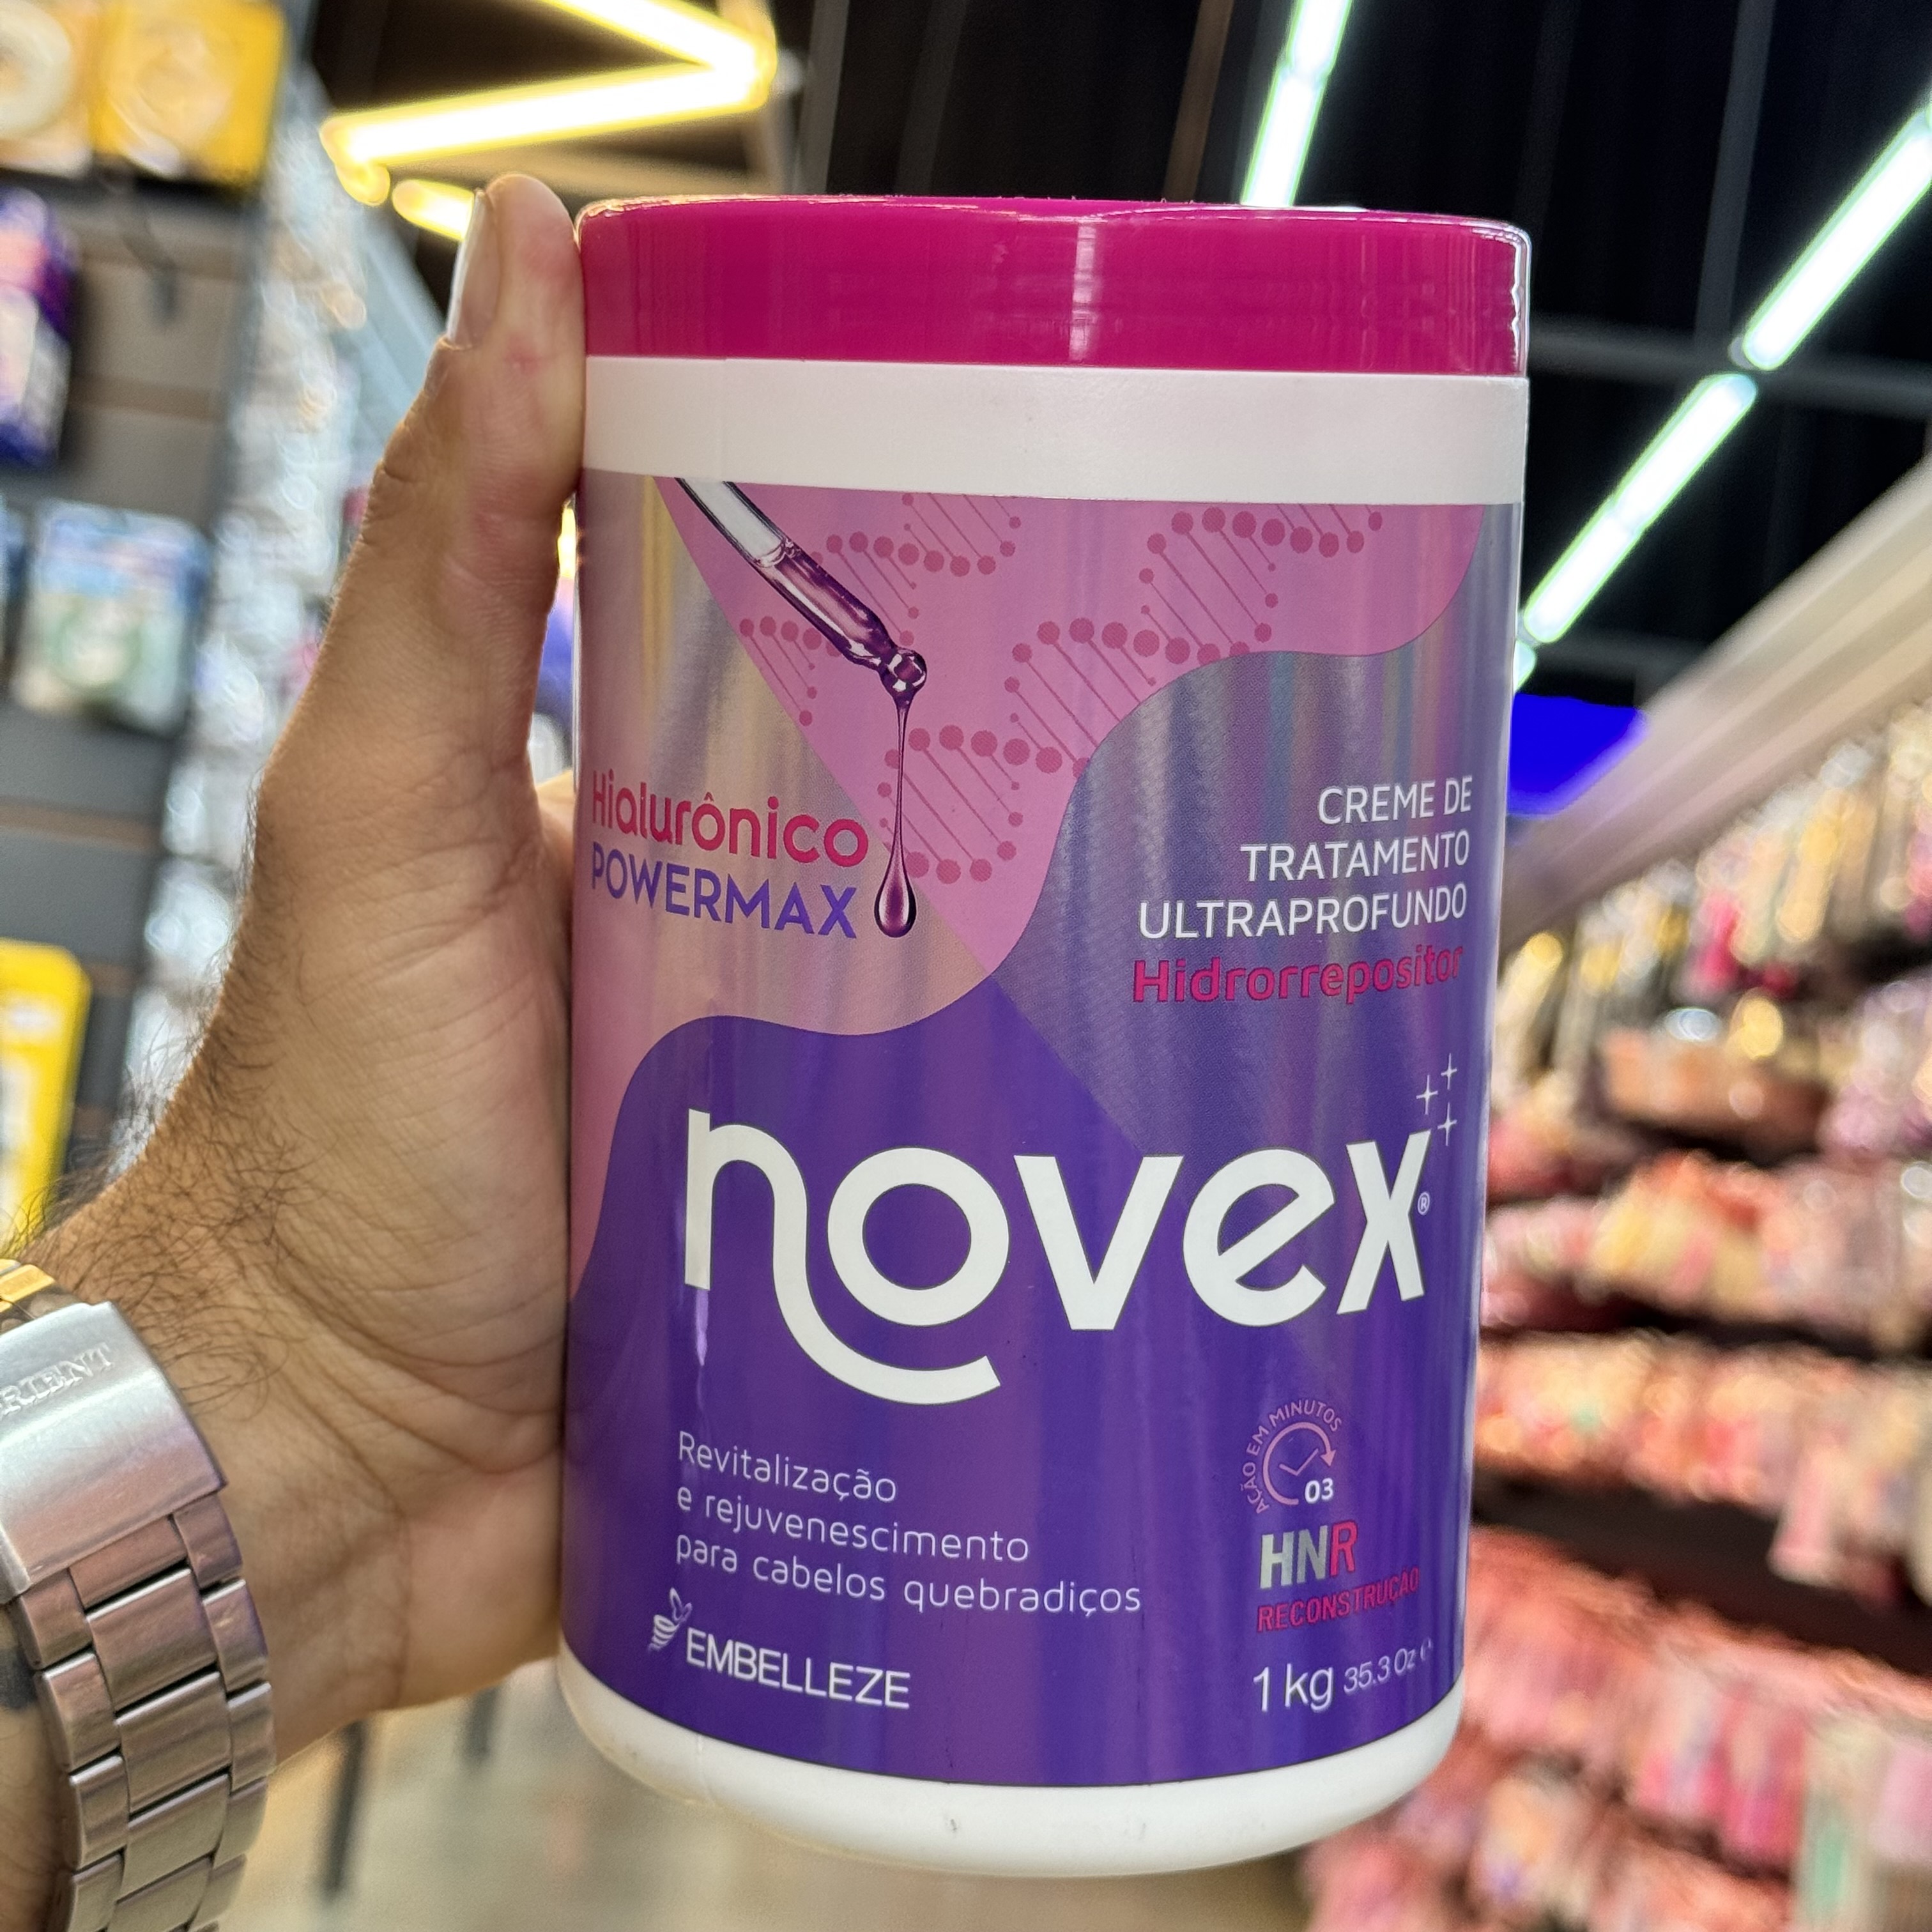 Hialurônico
POWERMAX
CREME DE
TRATAMENTO
ULTRAPROFUNDO
Hidrorrepositor
novex®
Revitalização
e rejuvenescimento
para cabelos quebradiços
AÇÃO EM MINUTOS
03
HNR
RECONSTRUÇÃO
EMBELLEZE
1 kg 35.3 Oz e
RIENT